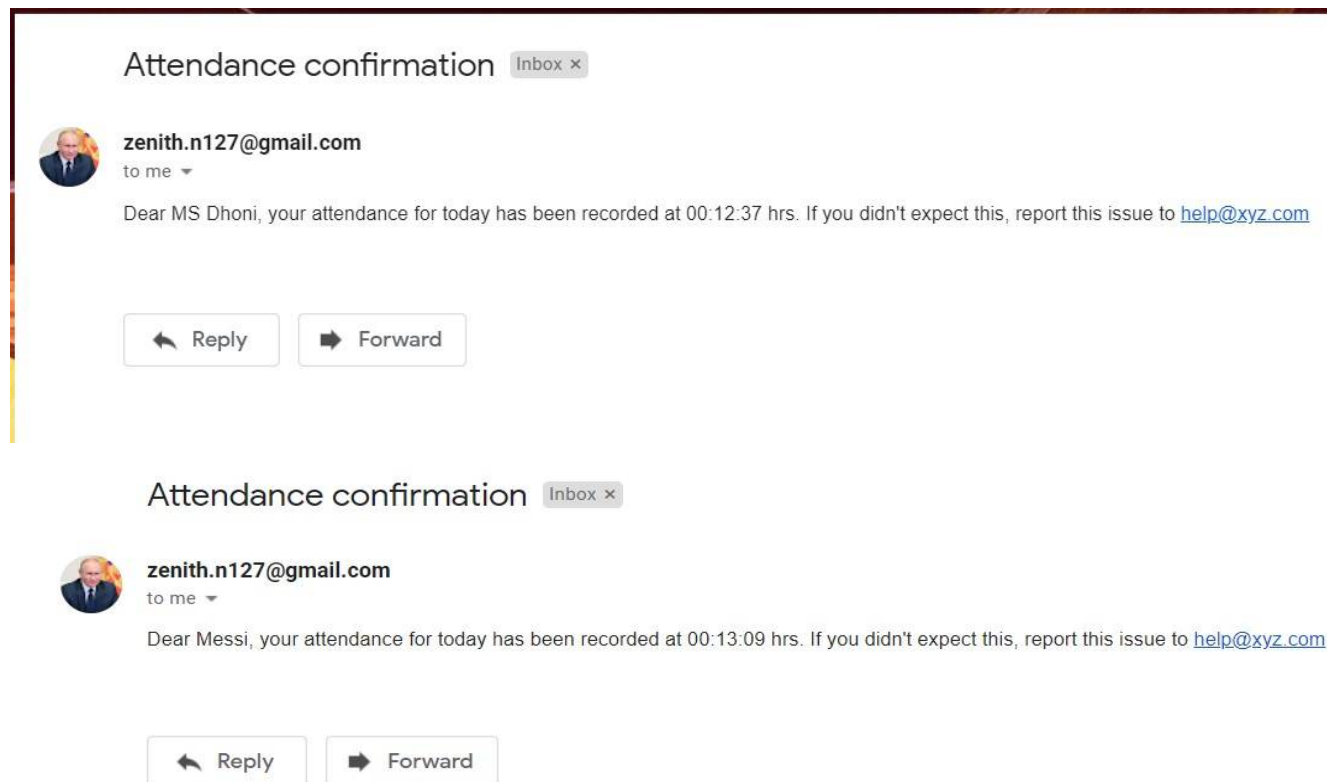 Attendance confirmation Inbox ×
zenith.n127@gmail.com
to me
Dear MS Dhoni, your attendance for today has been recorded at 00:12:37 hrs. If you didn't expect this, report this issue to help@xyz.com
Reply Forward
Attendance confirmation Inbox ×
zenith.n127@gmail.com
to me
Dear Messi, your attendance for today has been recorded at 00:13:09 hrs. If you didn't expect this, report this issue to help@xyz.com
Reply Forward